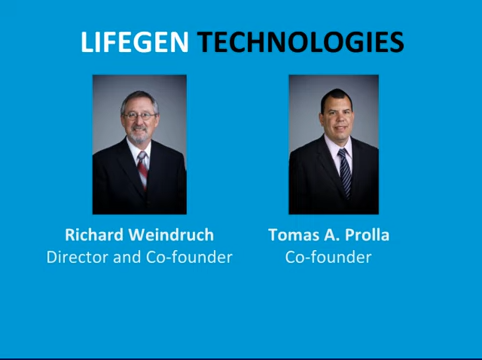 LIFEGEN TECHNOLOGIES
Richard Weindruch
Director and Co-founder
Tomas A. Prolla
Co-founder